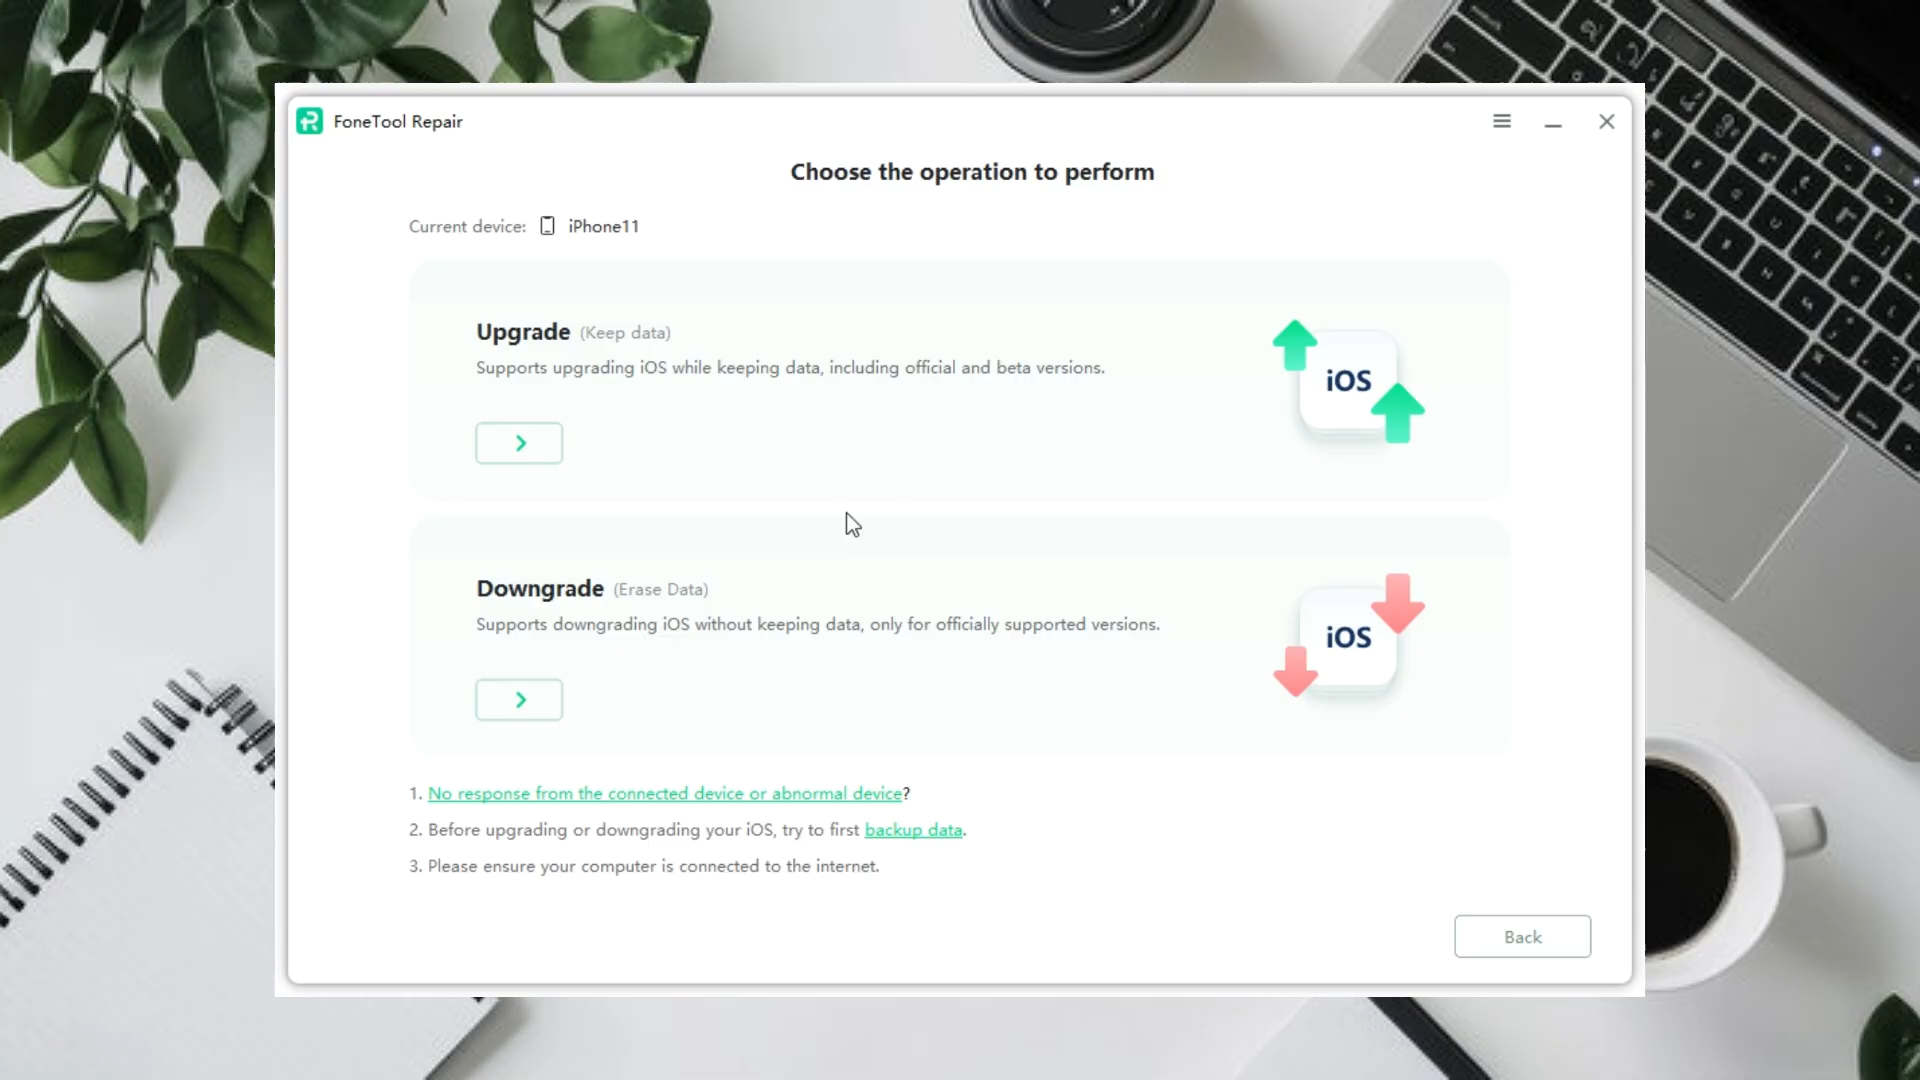 FoneTool Repair
Choose the operation to perform
Current device: iPhone11
Upgrade (Keep data)
Supports upgrading iOS while keeping data, including official and beta versions.
iOS
Downgrade (Erase Data)
Supports downgrading iOS without keeping data, only for officially supported versions.
iOS
1. No response from the connected device or abnormal device?
2. Before upgrading or downgrading your iOS, try to first backup data.
3. Please ensure your computer is connected to the internet.
Back